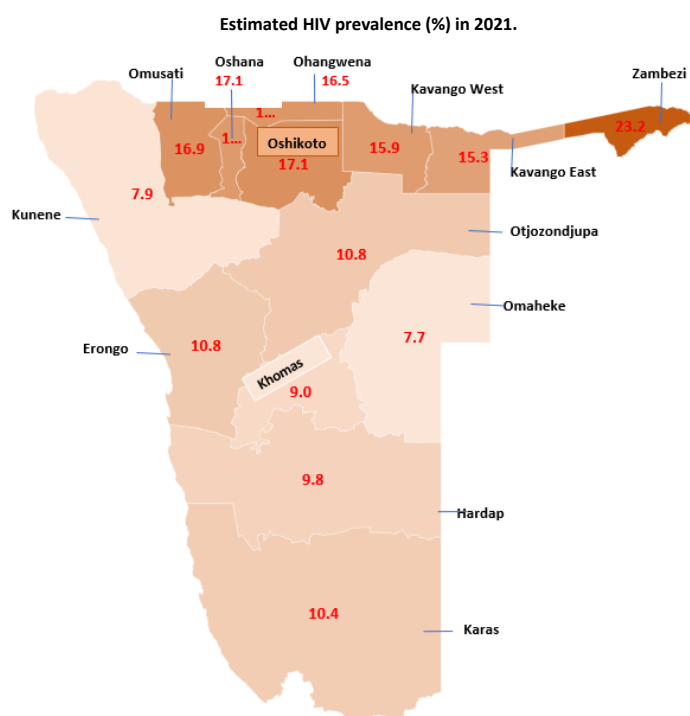 Estimated HIV prevalence (%) in 2021.
Oshana
Ohangwena
Omusati
17.1
16.5
Zambezi
Kavango West
1...
23.2
1...
Oshikoto
16.9
15.9
15.3
17.1
Kavango East
7.9
Kunene
Otjozondjupa
10.8
Omaheke
7.7
Erongo
10.8
Khomas
9.0
9.8
Hardap
10.4
Karas